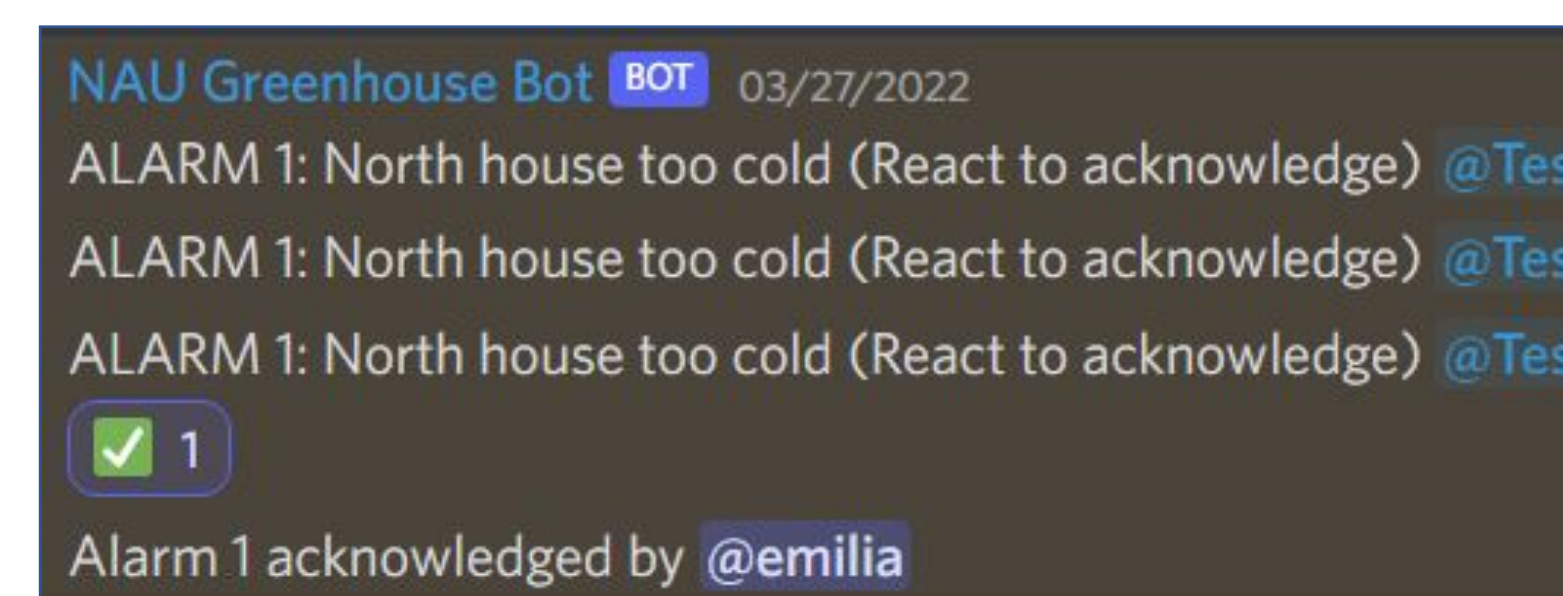 NAU Greenhouse Bot BOT 03/27/2022
ALARM 1: North house too cold (React to acknowledge)
ALARM 1: North house too cold (React to acknowledge)
ALARM 1: North house too cold (React to acknowledge)
1
Alarm 1 acknowledged by @emilia